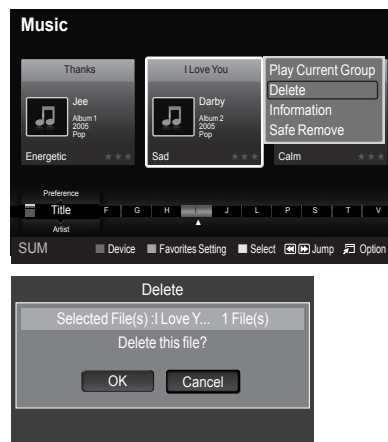 Music
Thanks
Jee
Album 1
2005
Pop
Energetic
I Love You
Darby
Album 2
2005
Pop
Sad
Play Current Group
Delete
Information
Safe Remove
Calm
Preference
Title F G H I J L P S T V
Artist
SUM Device Favorites Setting Select Jump Option
Delete
Selected File(s) :I Love Y... 1 File(s)
Delete this file?
OK Cancel